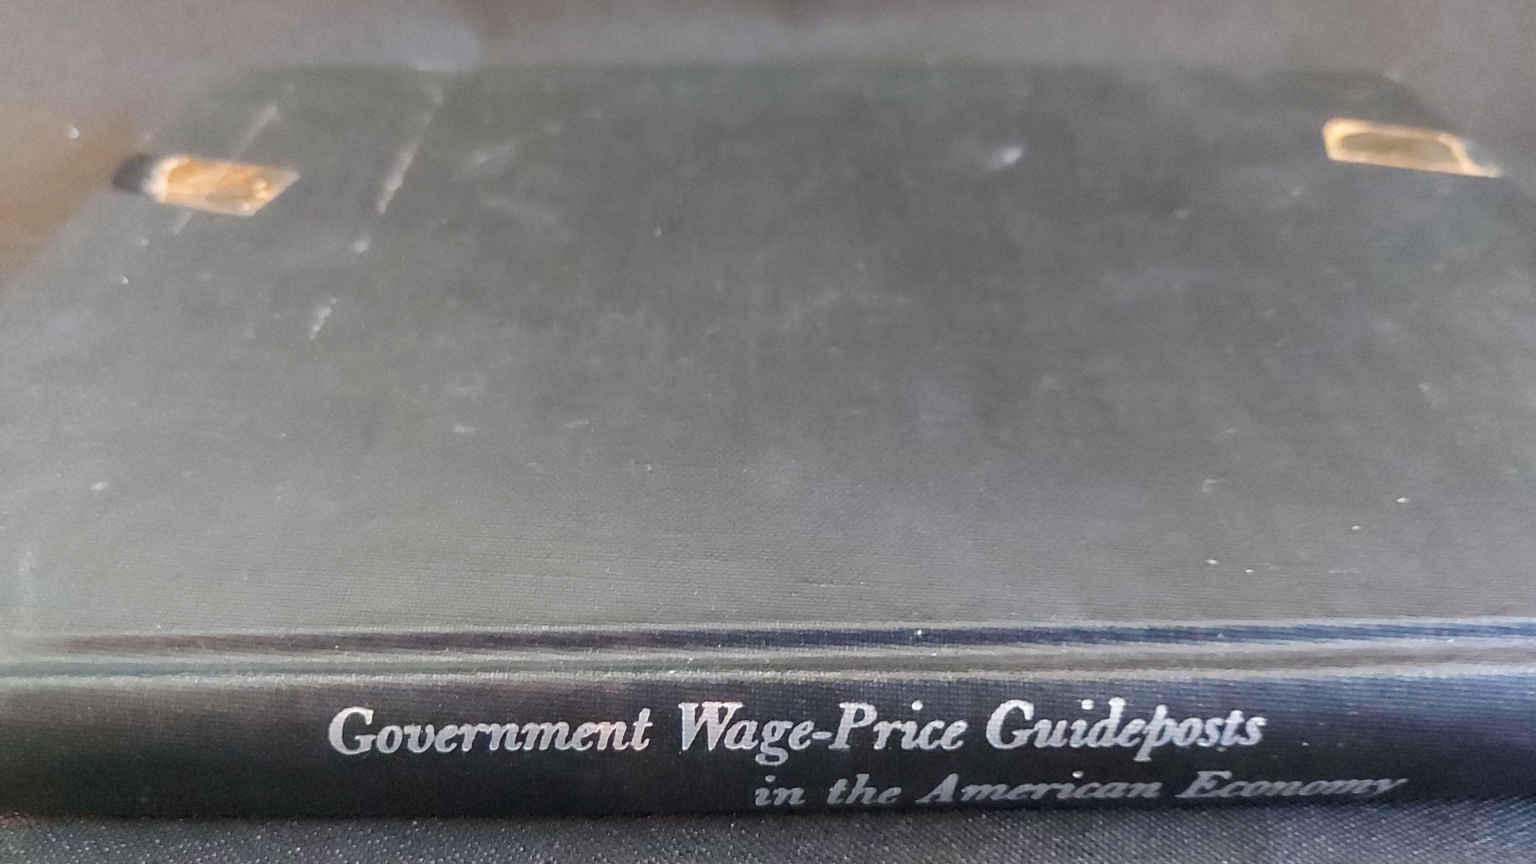 Government Wage-Price Guideposts
in the American Economy